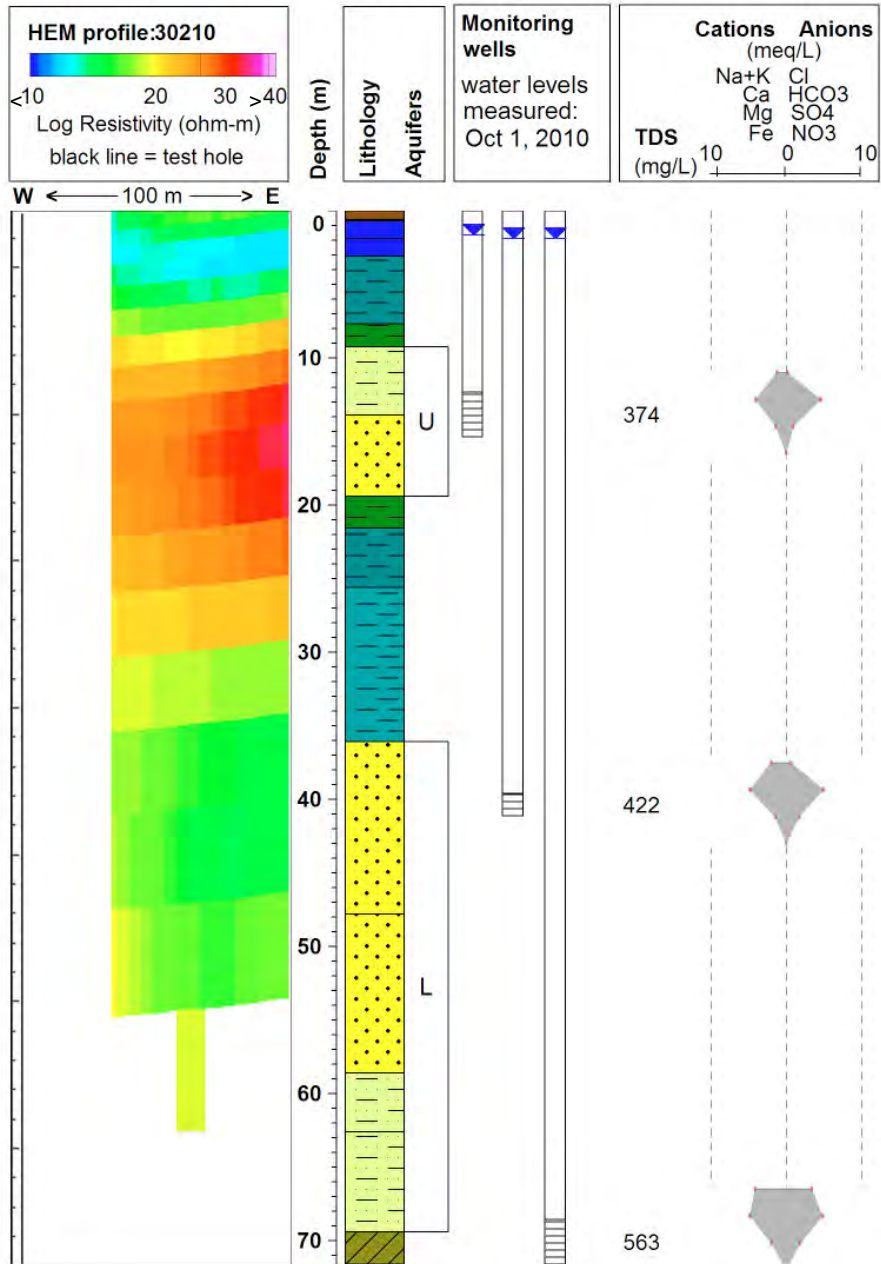 HEM profile:30210
<10 20 30 >40
Log Resistivity (ohm-m)
black line = test hole
W <—— 100 m ——> E
Depth (m)
Lithology
Aquifers
Monitoring
wells
water levels
measured:
Oct 1, 2010
Cations Anions
(meq/L)
Na+K Cl
Ca HCO3
Mg SO4
Fe NO3
TDS
(mg/L)
10 0 10
0
10
20
30
40
50
60
70
U
L
374
422
563